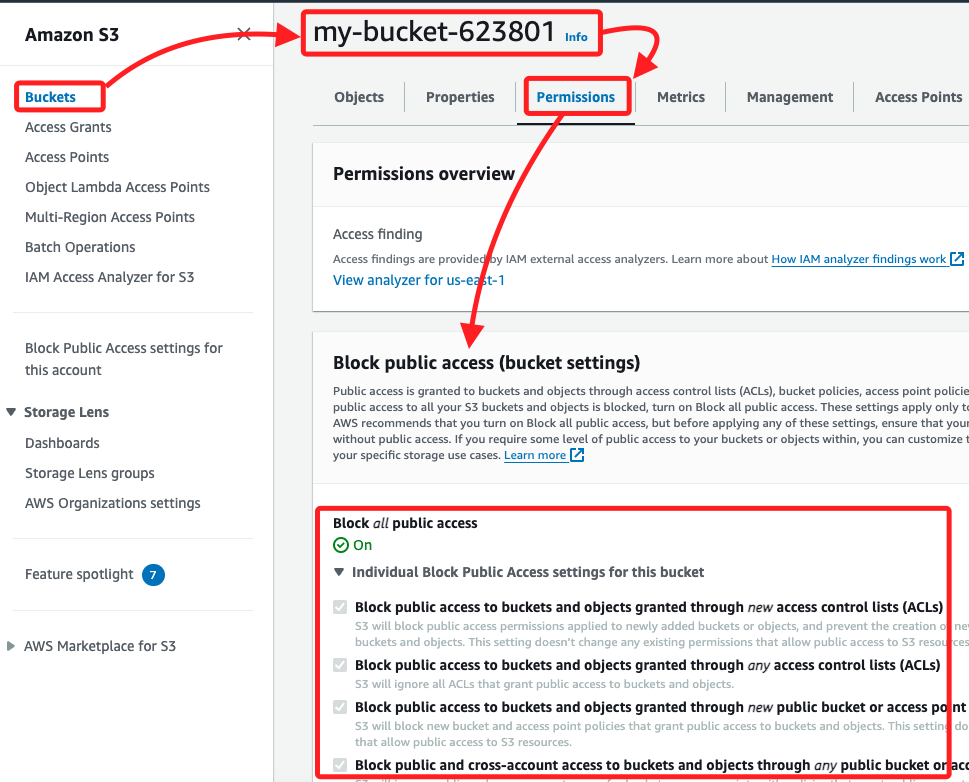 Amazon S3
Buckets
Access Grants
Access Points
Object Lambda Access Points
Multi-Region Access Points
Batch Operations
IAM Access Analyzer for S3
Block Public Access settings for
this account
Storage Lens
Dashboards
Storage Lens groups
AWS Organizations settings
Feature spotlight 7
AWS Marketplace for S3
my-bucket-623801 Info
Objects Properties Permissions Metrics Management Access Points
Permissions overview
Access finding
Access findings are provided by IAM external access analyzers. Learn more about How IAM analyzer findings work
View analyzer for us-east-1
Block public access (bucket settings)
Public access is granted to buckets and objects through access control lists (ACLs), bucket policies, access point policie
public access to all your S3 buckets and objects is blocked, turn on Block all public access. These settings apply only to
AWS recommends that you turn on Block all public access, but before applying any of these settings, ensure that your
without public access. If you require some level of public access to your buckets or objects within, you can customize t
your specific storage use cases. Learn more
Block all public access
On
Individual Block Public Access settings for this bucket
Block public access to buckets and objects granted through new access control lists (ACLs)
S3 will block public access permissions applied to newly added buckets or objects, and prevent the creation of ne
buckets and objects. This setting doesn't change any existing permissions that allow public access to S3 resources
Block public access to buckets and objects granted through any access control lists (ACLs)
S3 will ignore all ACLs that grant public access to buckets and objects.
Block public access to buckets and objects granted through new public bucket or access point
S3 will block new bucket and access point policies that grant public access to buckets and objects. This setting do
that allow public access to S3 resources.
Block public and cross-account access to buckets and objects through any public bucket or acc